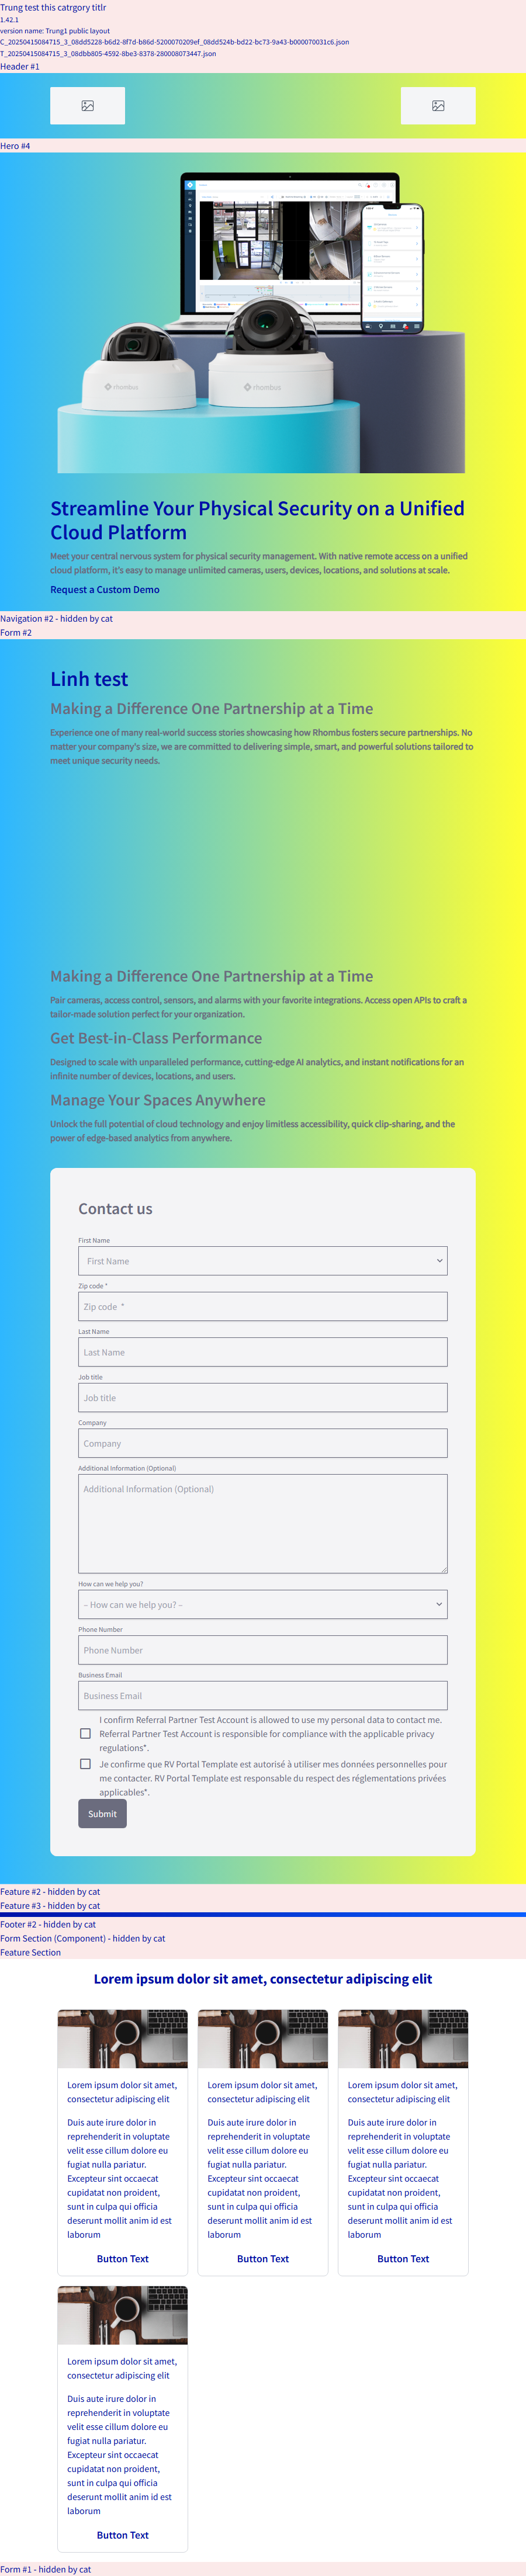 Trung test this catrgory titlr
1.42.1
version name: Trung1 public layout
C_20250415084715_3_08dd5228-b6d2-8f7d-b86d-5200070209ef_08dd524b-bd22-bc73-9a43-b000070031c6.json
T_20250415084715_3_08dbb805-4592-8be3-8378-280008073447.json
Header #1
Hero #4
rhombus
rhombus
Streamline Your Physical Security on a Unified
Cloud Platform
Meet your central nervous system for physical security management. With native remote access on a unified
cloud platform, it's easy to manage unlimited cameras, users, devices, locations, and solutions at scale.
Request a Custom Demo
Navigation #2 - hidden by cat
Form #2
Linh test
Making a Difference One Partnership at a Time
Experience one of many real-world success stories showcasing how Rhombus fosters secure partnerships. No
matter your company's size, we are committed to delivering simple, smart, and powerful solutions tailored to
meet unique security needs.
Making a Difference One Partnership at a Time
Pair cameras, access control, sensors, and alarms with your favorite integrations. Access open APIs to craft a
tailor-made solution perfect for your organization.
Get Best-in-Class Performance
Designed to scale with unparalleled performance, cutting-edge AI analytics, and instant notifications for an
infinite number of devices, locations, and users.
Manage Your Spaces Anywhere
Unlock the full potential of cloud technology and enjoy limitless accessibility, quick clip-sharing, and the
power of edge-based analytics from anywhere.
Contact us
First Name
First Name
Zip code *
Zip code *
Last Name
Last Name
Job title
Job title
Company
Company
Additional Information (Optional)
Additional Information (Optional)
How can we help you?
– How can we help you? –
Phone Number
Phone Number
Business Email
Business Email
I confirm Referral Partner Test Account is allowed to use my personal data to contact me.
Referral Partner Test Account is responsible for compliance with the applicable privacy
regulations*.
Je confirme que RV Portal Template est autorisé à utiliser mes données personnelles pour
me contacter. RV Portal Template est responsable du respect des réglementations privées
applicables*.
Submit
Feature #2 - hidden by cat
Feature #3 - hidden by cat
Footer #2 - hidden by cat
Form Section (Component) - hidden by cat
Feature Section
Lorem ipsum dolor sit amet, consectetur adipiscing elit
Lorem ipsum dolor sit amet,
consectetur adipiscing elit
Duis aute irure dolor in
reprehenderit in voluptate
velit esse cillum dolore eu
fugiat nulla pariatur.
Excepteur sint occaecat
cupidatat non proident,
sunt in culpa qui officia
deserunt mollit anim id est
laborum
Button Text
Lorem ipsum dolor sit amet,
consectetur adipiscing elit
Duis aute irure dolor in
reprehenderit in voluptate
velit esse cillum dolore eu
fugiat nulla pariatur.
Excepteur sint occaecat
cupidatat non proident,
sunt in culpa qui officia
deserunt mollit anim id est
laborum
Button Text
Lorem ipsum dolor sit amet,
consectetur adipiscing elit
Duis aute irure dolor in
reprehenderit in voluptate
velit esse cillum dolore eu
fugiat nulla pariatur.
Excepteur sint occaecat
cupidatat non proident,
sunt in culpa qui officia
deserunt mollit anim id est
laborum
Button Text
Lorem ipsum dolor sit amet,
consectetur adipiscing elit
Duis aute irure dolor in
reprehenderit in voluptate
velit esse cillum dolore eu
fugiat nulla pariatur.
Excepteur sint occaecat
cupidatat non proident,
sunt in culpa qui officia
deserunt mollit anim id est
laborum
Button Text
Form #1 - hidden by cat